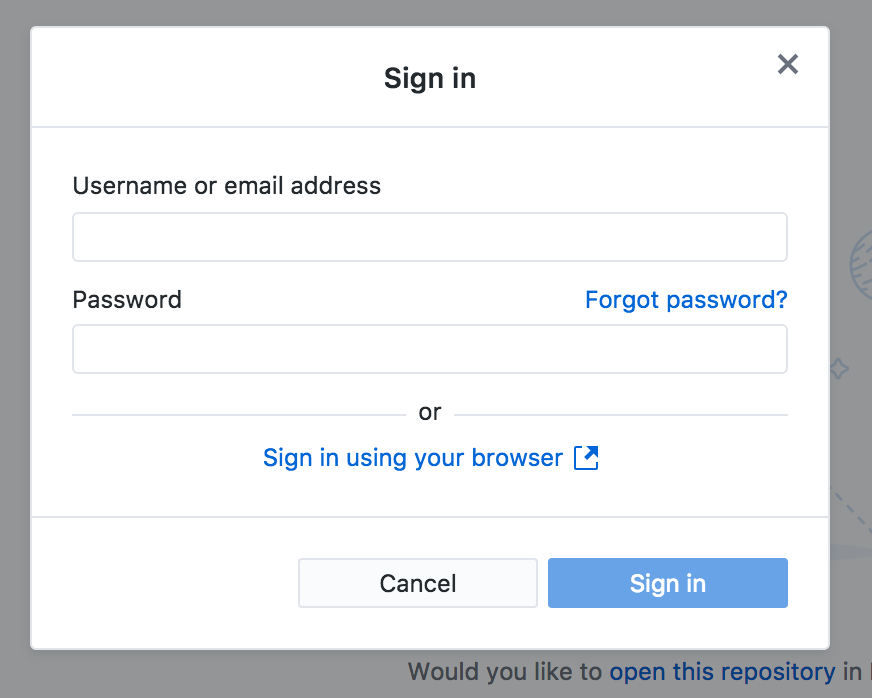 Sign in
Username or email address
Password
Forgot password?
or
Sign in using your browser
Cancel
Sign in
Would you like to open this repository in